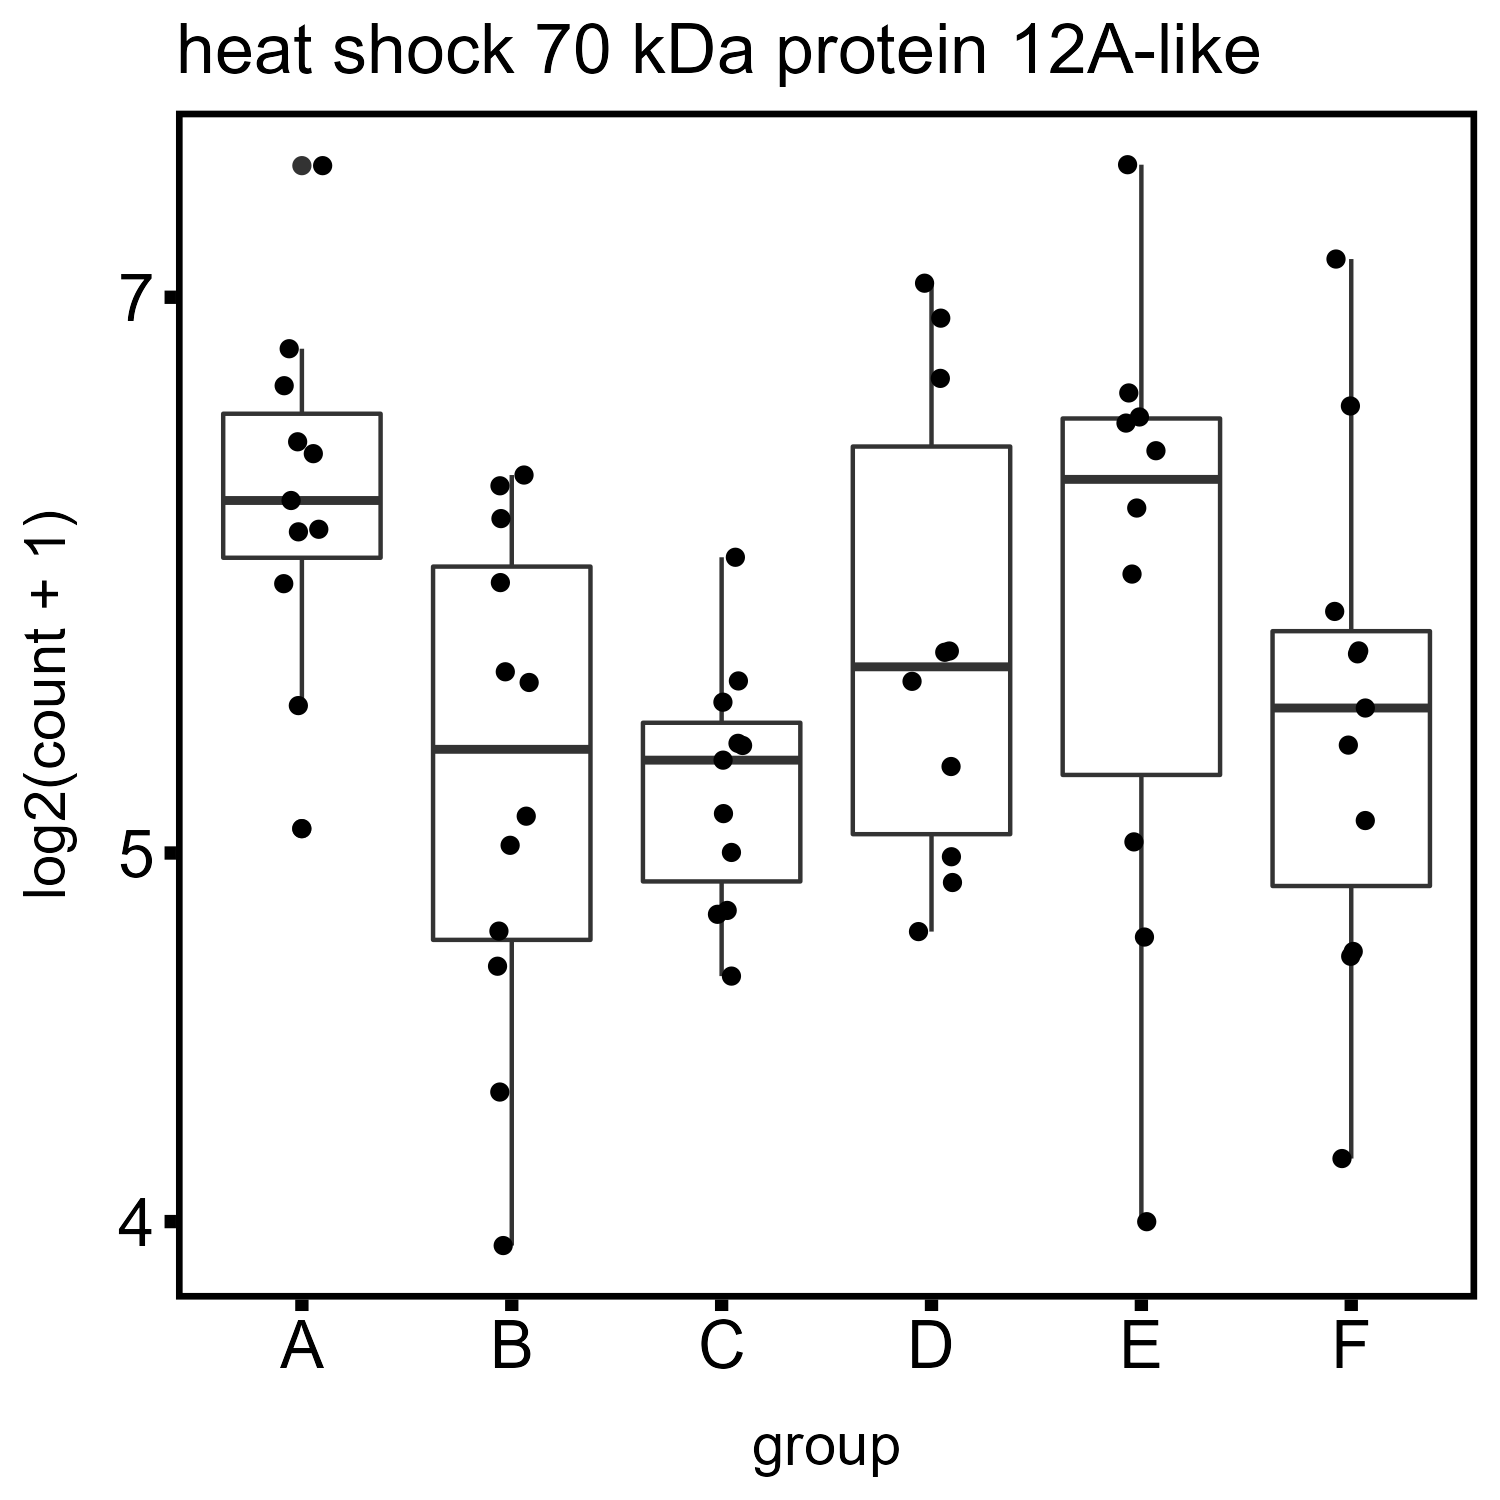 heat shock 70 kDa protein 12A-like
log2(count + 1)
7
5
4
A B C D E F
group